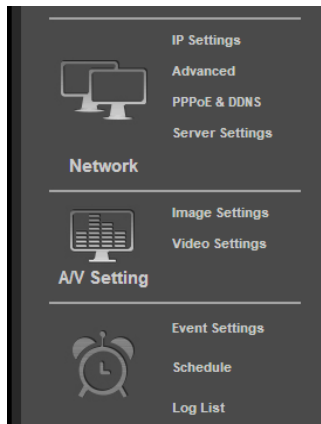 IP Settings
Advanced
PPPoE & DDNS
Server Settings
Network
Image Settings
Video Settings
A/V Setting
Event Settings
Schedule
Log List